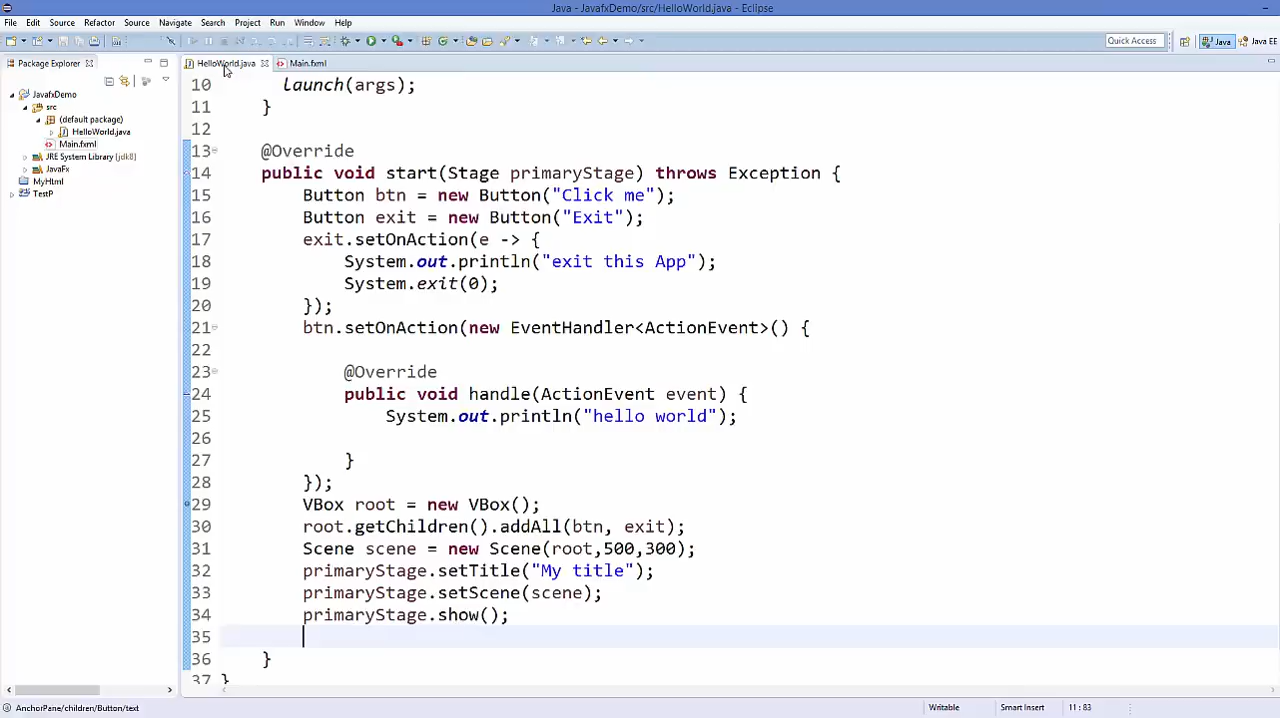 Java - JavafxDemo/src/HelloWorld.java - Eclipse
File Edit Source Refactor Source Navigate Search Project Run Window Help
Quick Access Java Java EE
Package Explorer HelloWorld.java Main.fxml
JavafxDemo
src
(default package)
HelloWorld.java
Main.fxml
JRE System Library [jdk8]
JavaFx
MyHtml
TestP
10 launch(args);
11 }
12
13 @Override
14 public void start(Stage primaryStage) throws Exception {
15 Button btn = new Button("Click me");
16 Button exit = new Button("Exit");
17 exit.setOnAction(e -> {
18 System.out.println("exit this App");
19 System.exit(0);
20 });
21 btn.setOnAction(new EventHandler<ActionEvent>() {
22
23 @Override
24 public void handle(ActionEvent event) {
25 System.out.println("hello world");
26
27 }
28 });
29 VBox root = new VBox();
30 root.getChildren().addAll(btn, exit);
31 Scene scene = new Scene(root,500,300);
32 primaryStage.setTitle("My title");
33 primaryStage.setScene(scene);
34 primaryStage.show();
35
36 }
37 }
AnchorPane/children/Button/text Writable Smart Insert 11 : 83